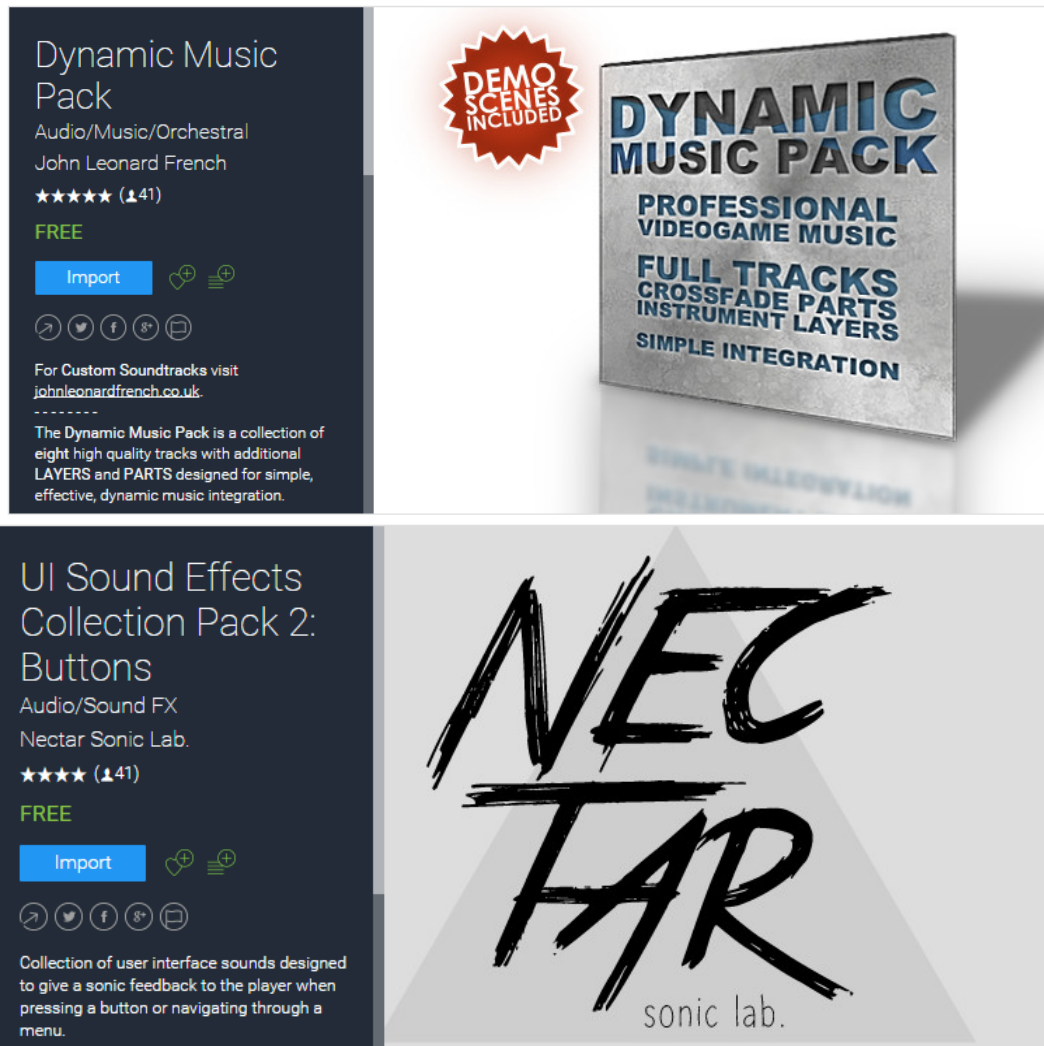 Dynamic Music
Pack
Audio/Music/Orchestral
John Leonard French
★★★★★ (41)
FREE
Import
For Custom Soundtracks visit
johnleonardfrench.co.uk.
--------
The Dynamic Music Pack is a collection of
eight high quality tracks with additional
LAYERS and PARTS designed for simple,
effective, dynamic music integration.
DEMO
SCENES
INCLUDED
DYNAMIC
MUSIC PACK
PROFESSIONAL
VIDEOGAME MUSIC
FULL TRACKS
CROSSFADE PARTS
INSTRUMENT LAYERS
SIMPLE INTEGRATION
UI Sound Effects
Collection Pack 2:
Buttons
Audio/Sound FX
Nectar Sonic Lab.
★★★★ (41)
FREE
Import
Collection of user interface sounds designed
to give a sonic feedback to the player when
pressing a button or navigating through a
menu.
NEC
TAR
sonic lab.